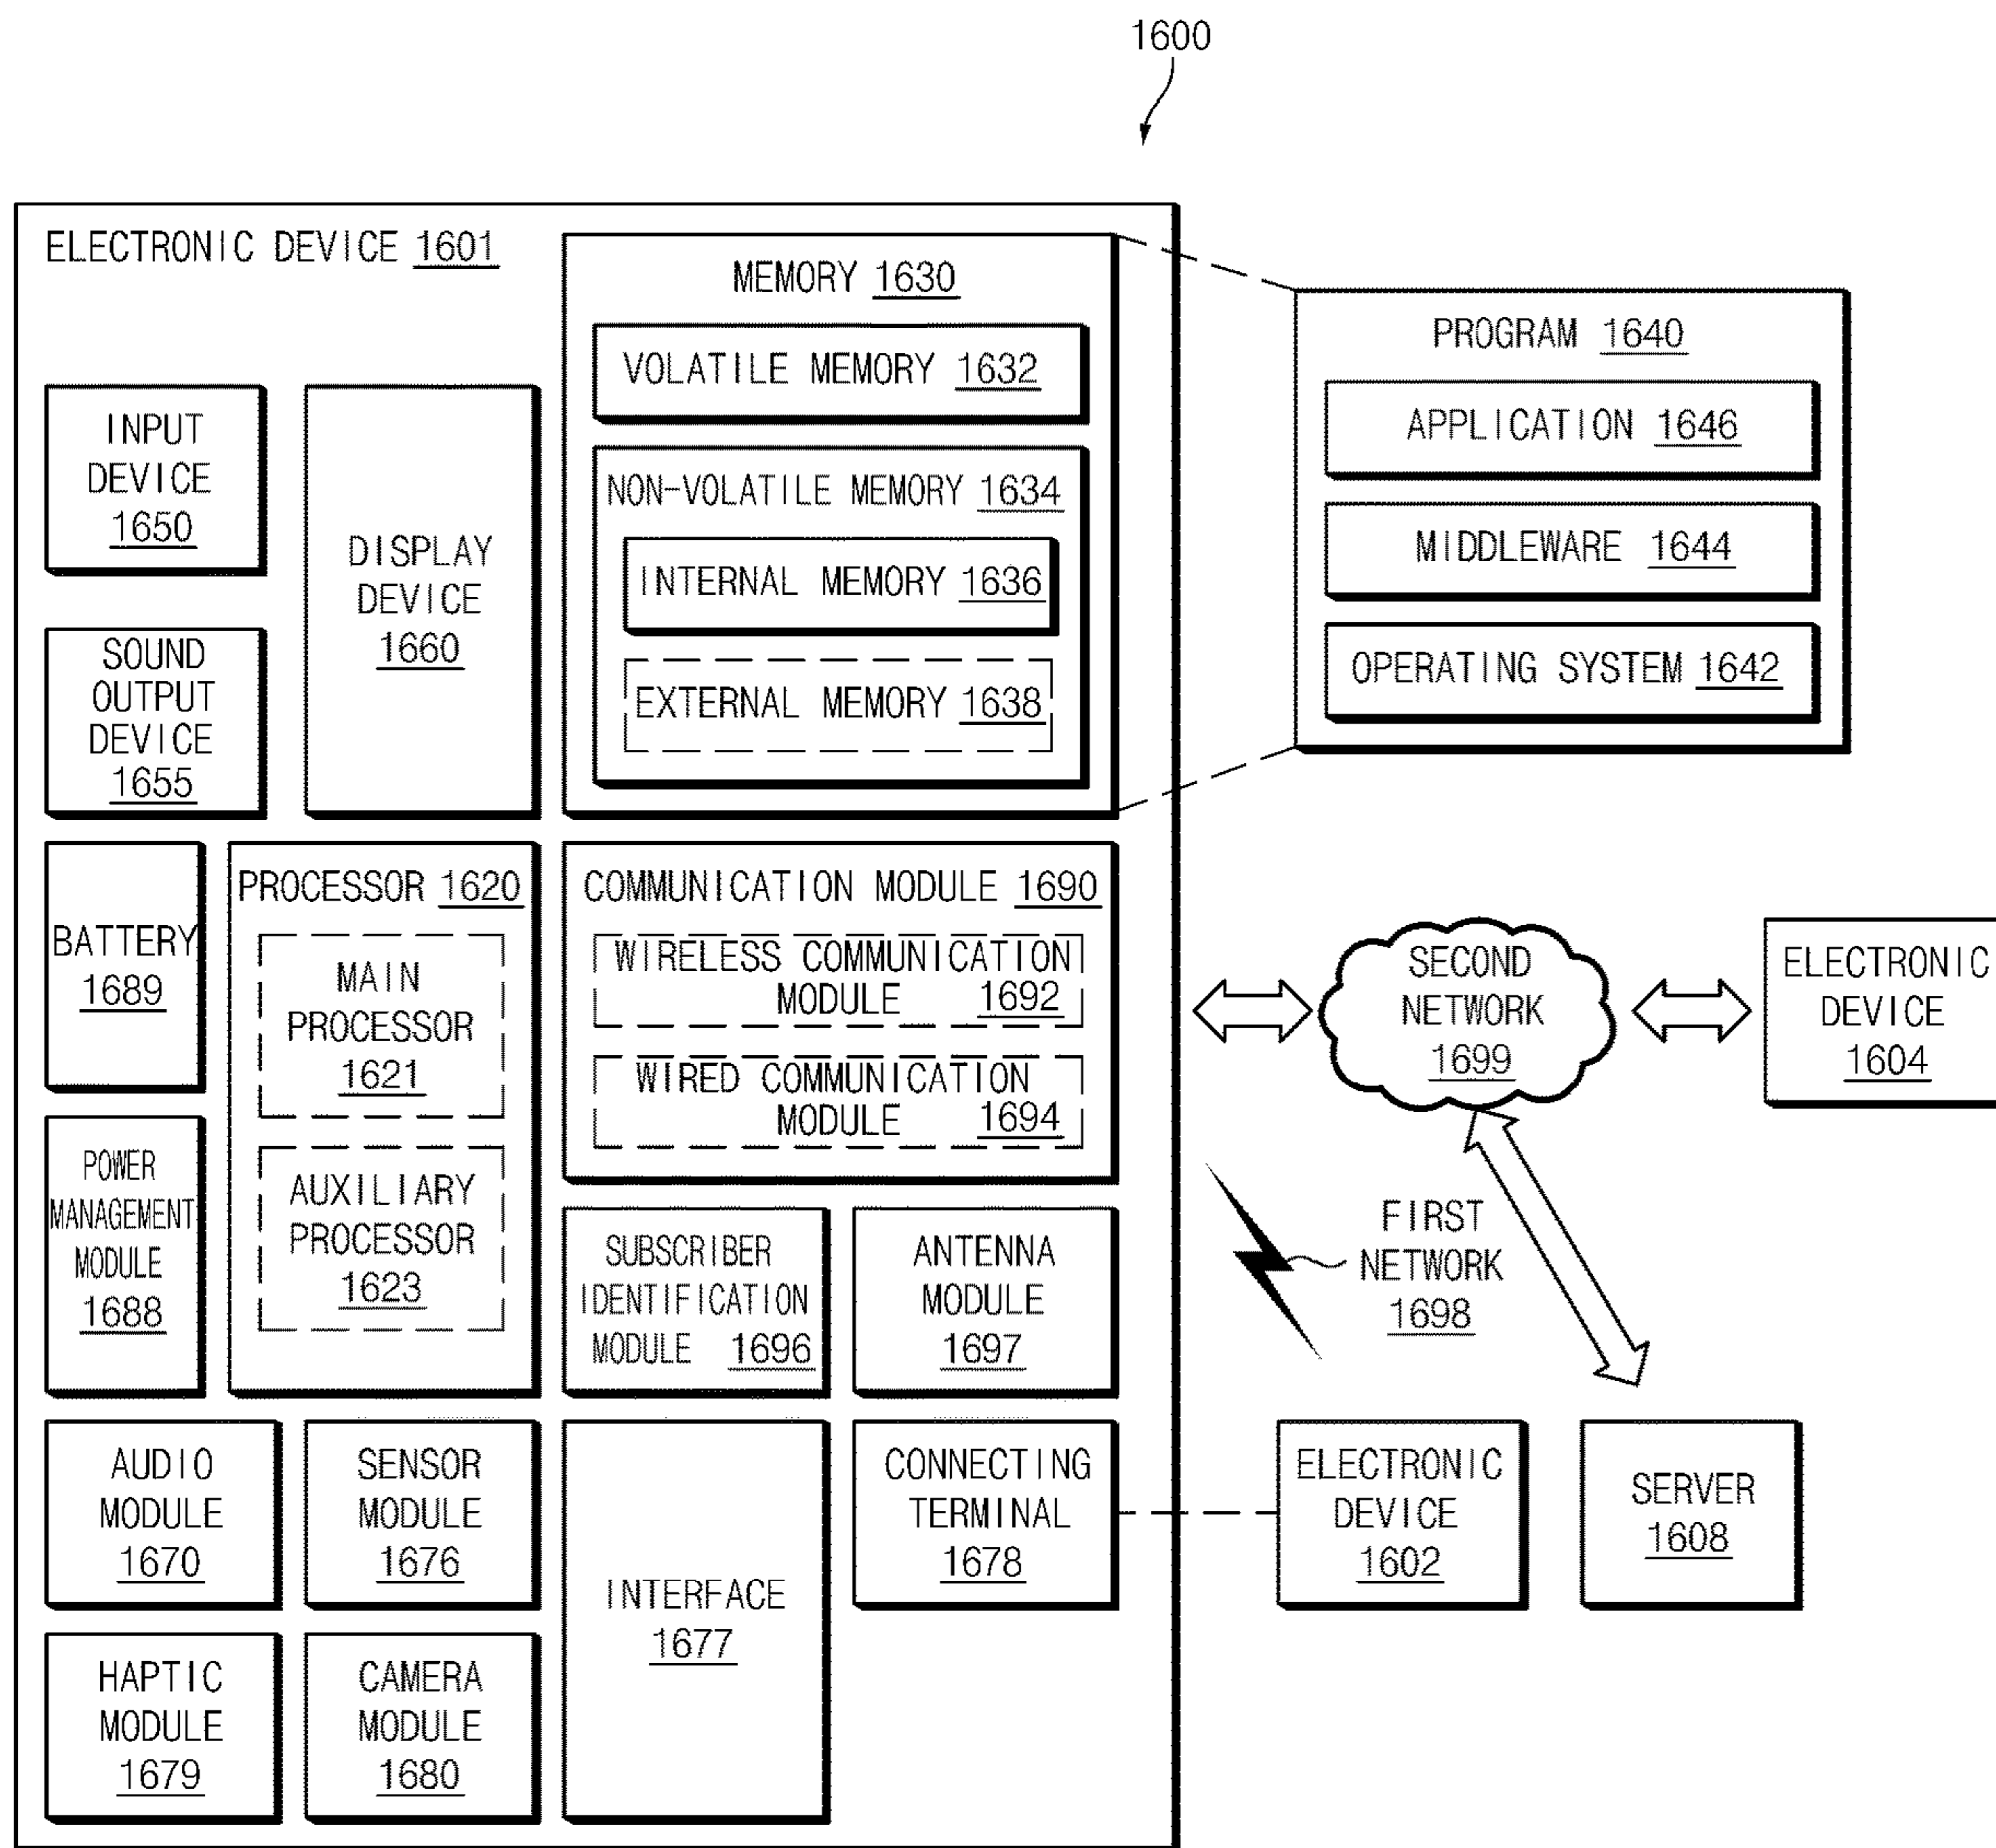 1600
ELECTRONIC DEVICE 1601
MEMORY 1630
VOLATILE MEMORY 1632
NON-VOLATILE MEMORY 1634
INTERNAL MEMORY 1636
EXTERNAL MEMORY 1638
PROGRAM 1640
APPLICATION 1646
MIDDLEWARE 1644
OPERATING SYSTEM 1642
INPUT
DEVICE
1650
DISPLAY
DEVICE
1660
SOUND
OUTPUT
DEVICE
1655
BATTERY
1689
PROCESSOR 1620
MAIN
PROCESSOR
1621
AUXILIARY
PROCESSOR
1623
COMMUNICATION MODULE 1690
WIRELESS COMMUNICATION
MODULE 1692
WIRED COMMUNICATION
MODULE 1694
SECOND
NETWORK
1699
ELECTRONIC
DEVICE
1604
POWER
MANAGEMENT
MODULE
1688
SUBSCRIBER
IDENTIFICATION
MODULE 1696
ANTENNA
MODULE
1697
FIRST
NETWORK
1698
AUDIO
MODULE
1670
SENSOR
MODULE
1676
INTERFACE
1677
CONNECTING
TERMINAL
1678
ELECTRONIC
DEVICE
1602
SERVER
1608
HAPTIC
MODULE
1679
CAMERA
MODULE
1680